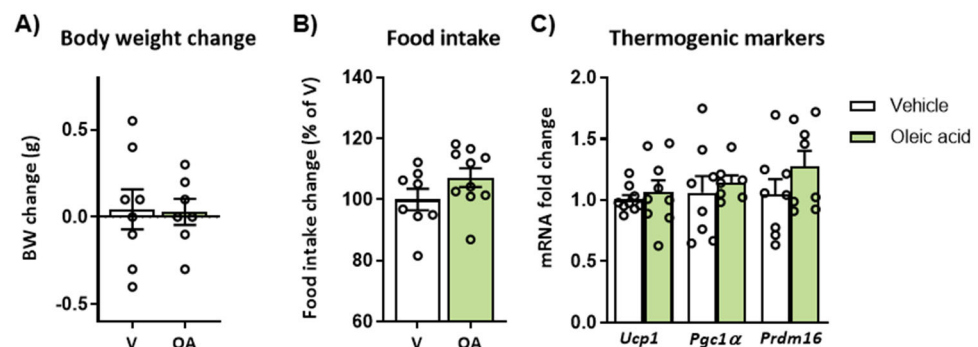 A) Body weight change
BW change (g)
0.5
0.0
-0.5
V OA
B) Food intake
Food intake change (% of V)
140
120
100
80
60
V OA
C) Thermogenic markers
mRNA fold change
2.0
1.5
1.0
0.5
0.0
Ucp1 Pgc1α Prdm16
Vehicle
Oleic acid